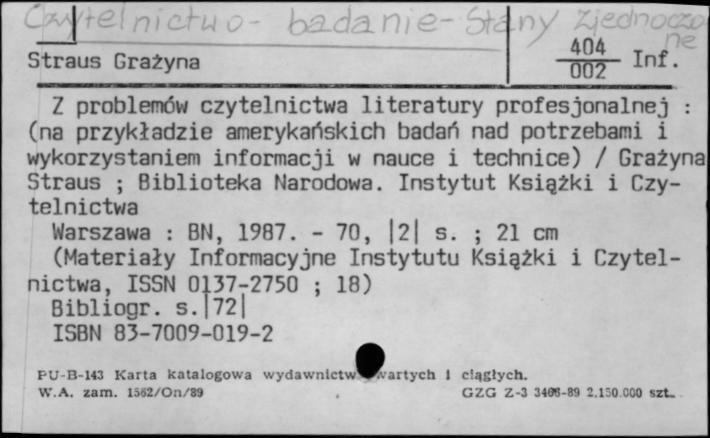 Czytelnictwo - badanie - Stany Zjednoczo
ne
Straus Grażyna
404
002 Inf.
Z problemów czytelnictwa literatury profesjonalnej :
(na przykładzie amerykańskich badań nad potrzebami i
wykorzystaniem informacji w nauce i technice) / Grażyna
Straus ; Biblioteka Narodowa. Instytut Książki i Czy-
telnictwa
Warszawa : BN, 1987. - 70, |2| s. ; 21 cm
(Materiały Informacyjne Instytutu Książki i Czytel-
nictwa, ISSN 0137-2750 ; 18)
Bibliogr. s.|72|
ISBN 83-7009-019-2
PU-B-143 Karta katalogowa wydawnictw wartych i ciągłych.
W.A. zam. 1562/On/89 GZG Z-3 3406-89 2.150.000 szt.